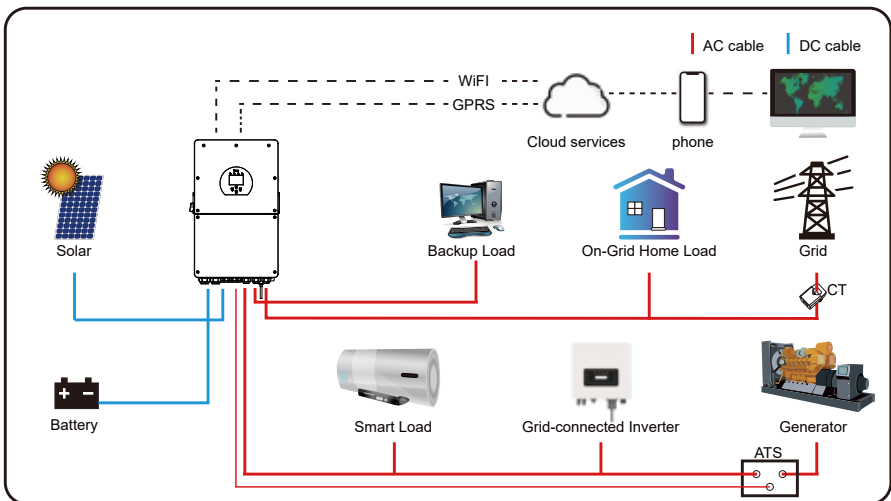 AC cable
DC cable
WiFI
GPRS
Cloud services
phone
Solar
Backup Load
On-Grid Home Load
Grid
CT
Battery
Smart Load
Grid-connected Inverter
Generator
ATS